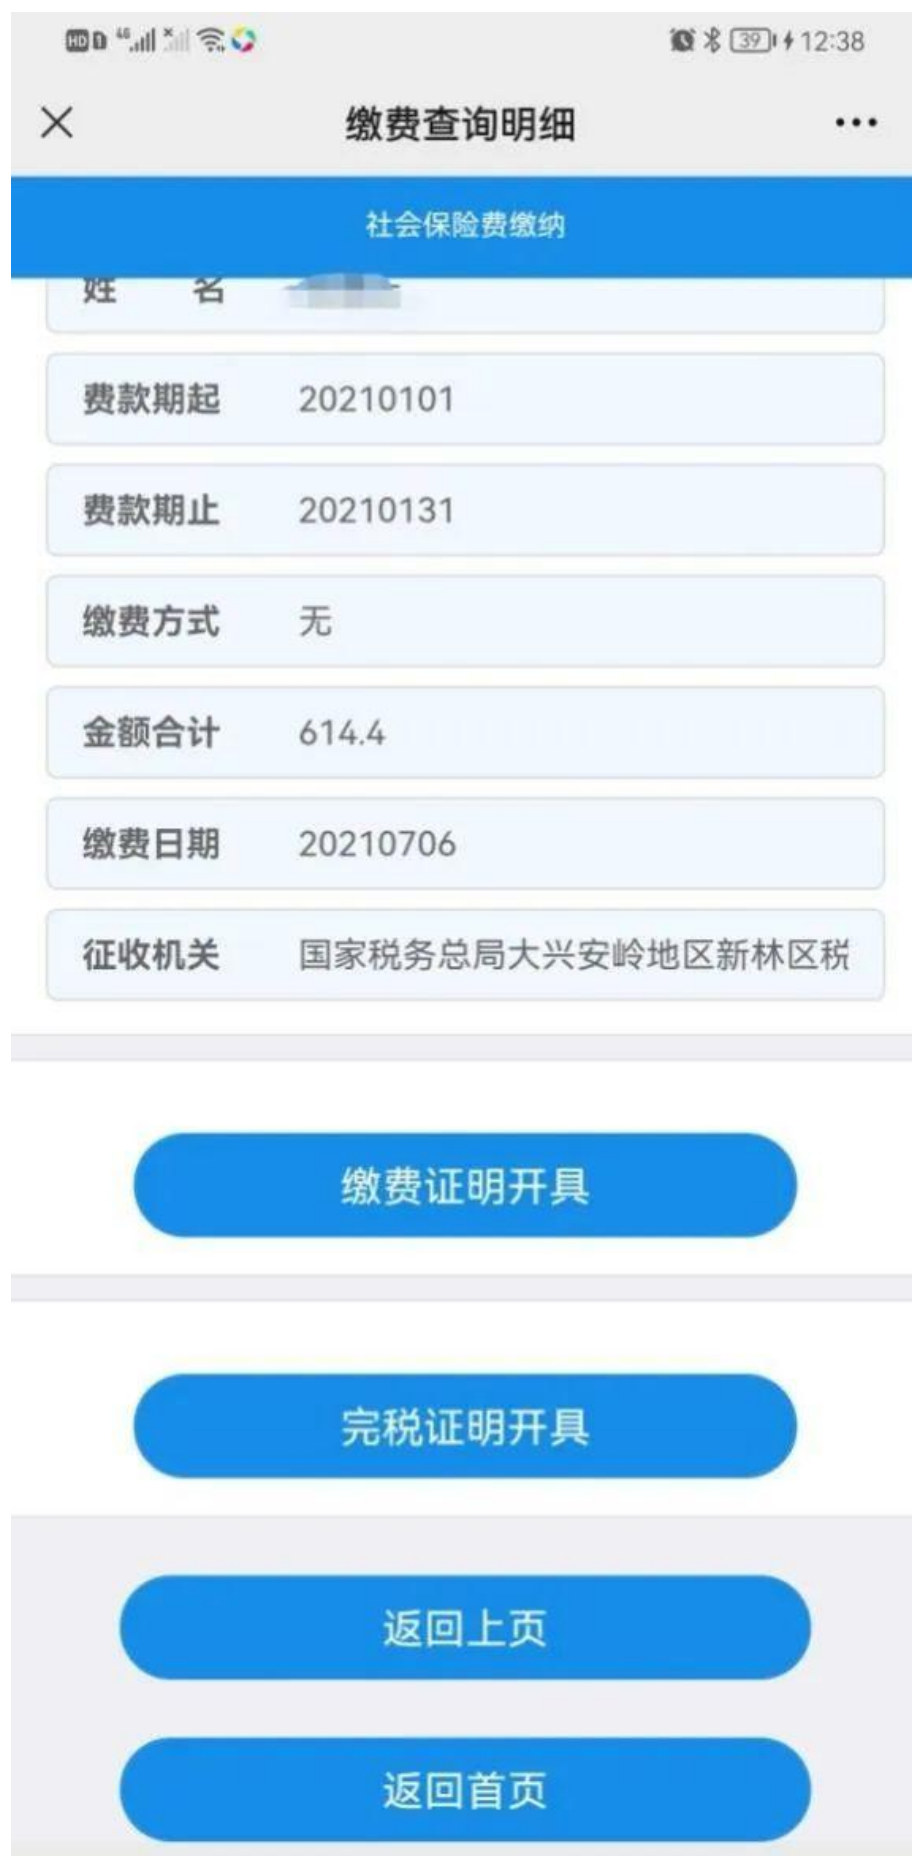 HD 1 4G 39 12:38
缴费查询明细
社会保险费缴纳
姓 名
费款期起 20210101
费款期止 20210131
缴费方式 无
金额合计 614.4
缴费日期 20210706
征收机关 国家税务总局大兴安岭地区新林区税
缴费证明开具
完税证明开具
返回上页
返回首页